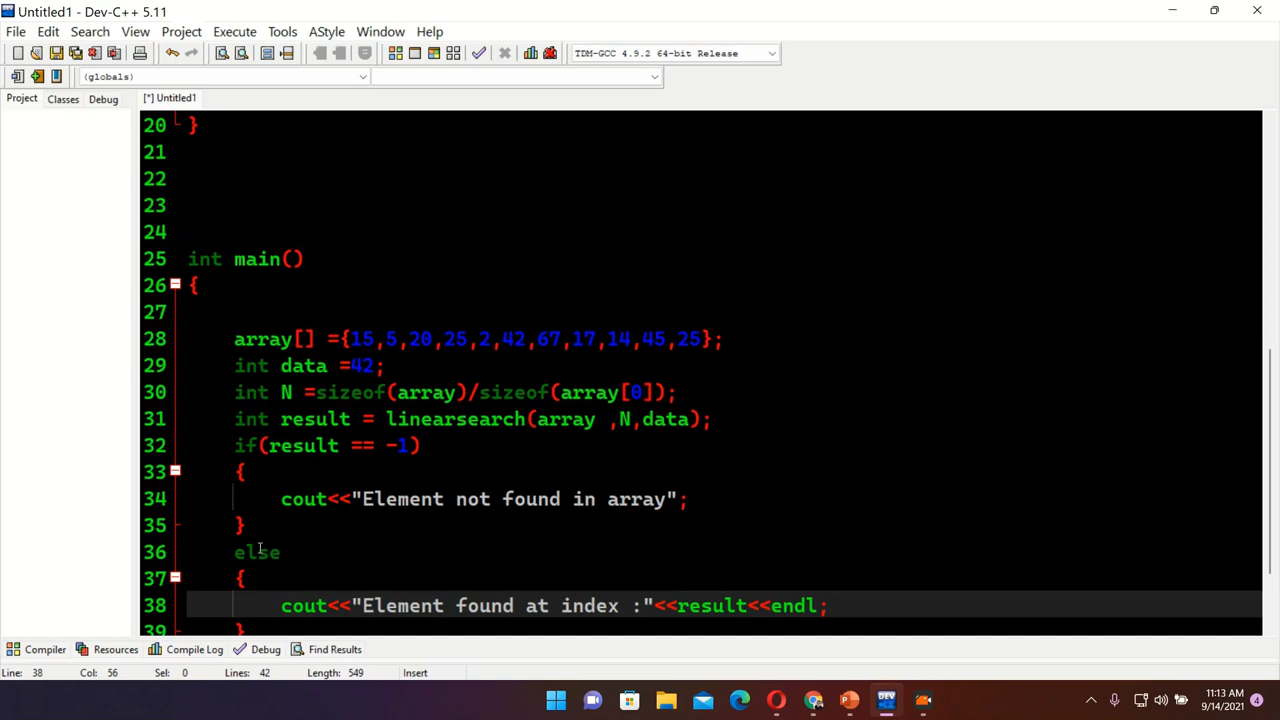 Untitled1 - Dev-C++ 5.11
File Edit Search View Project Execute Tools AStyle Window Help
TDM-GCC 4.9.2 64-bit Release
(globals)
Project Classes Debug [*] Untitled1
20 }
21
22
23
24
25 int main()
26 {
27
28 array[] ={15,5,20,25,2,42,67,17,14,45,25};
29 int data =42;
30 int N =sizeof(array)/sizeof(array[0]);
31 int result = linearsearch(array ,N,data);
32 if(result == -1)
33 {
34 cout<<"Element not found in array";
35 }
36 else
37 {
38 cout<<"Element found at index :"<<result<<endl;
39 }
Compiler Resources Compile Log Debug Find Results
Line: 38 Col: 56 Sel: 0 Lines: 42 Length: 549 Insert
DEV
11:13 AM
9/14/2021
4